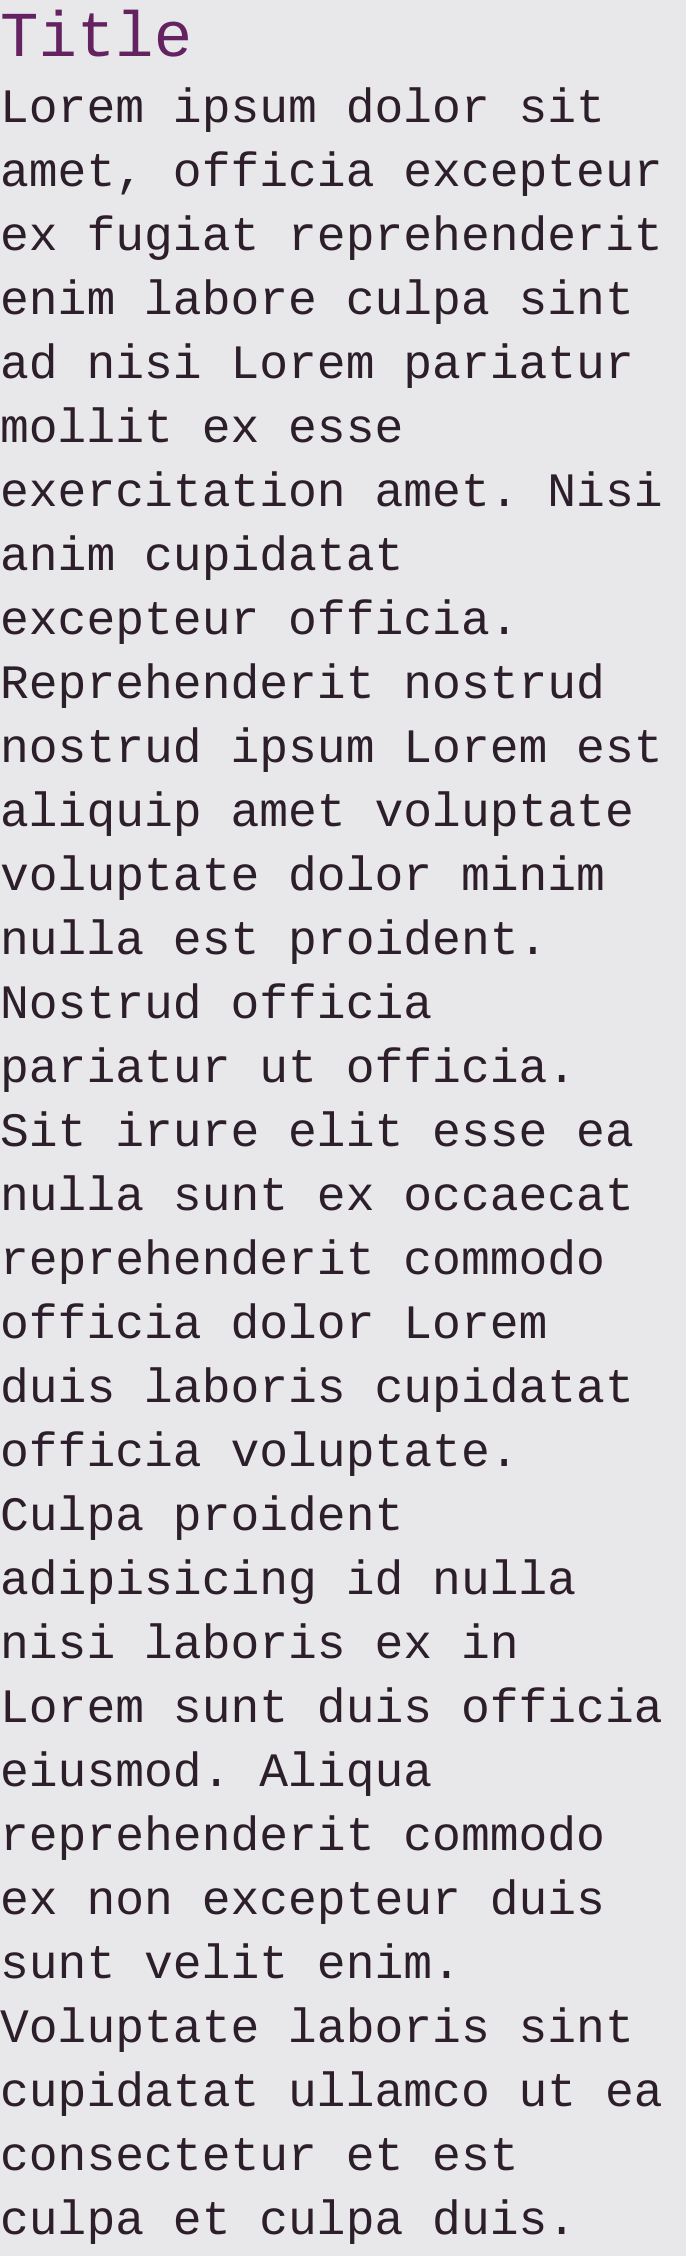 Title
Lorem ipsum dolor sit
amet, officia excepteur
ex fugiat reprehenderit
enim labore culpa sint
ad nisi Lorem pariatur
mollit ex esse
exercitation amet. Nisi
anim cupidatat
excepteur officia.
Reprehenderit nostrud
nostrud ipsum Lorem est
aliquip amet voluptate
voluptate dolor minim
nulla est proident.
Nostrud officia
pariatur ut officia.
Sit irure elit esse ea
nulla sunt ex occaecat
reprehenderit commodo
officia dolor Lorem
duis laboris cupidatat
officia voluptate.
Culpa proident
adipisicing id nulla
nisi laboris ex in
Lorem sunt duis officia
eiusmod. Aliqua
reprehenderit commodo
ex non excepteur duis
sunt velit enim.
Voluptate laboris sint
cupidatat ullamco ut ea
consectetur et est
culpa et culpa duis.